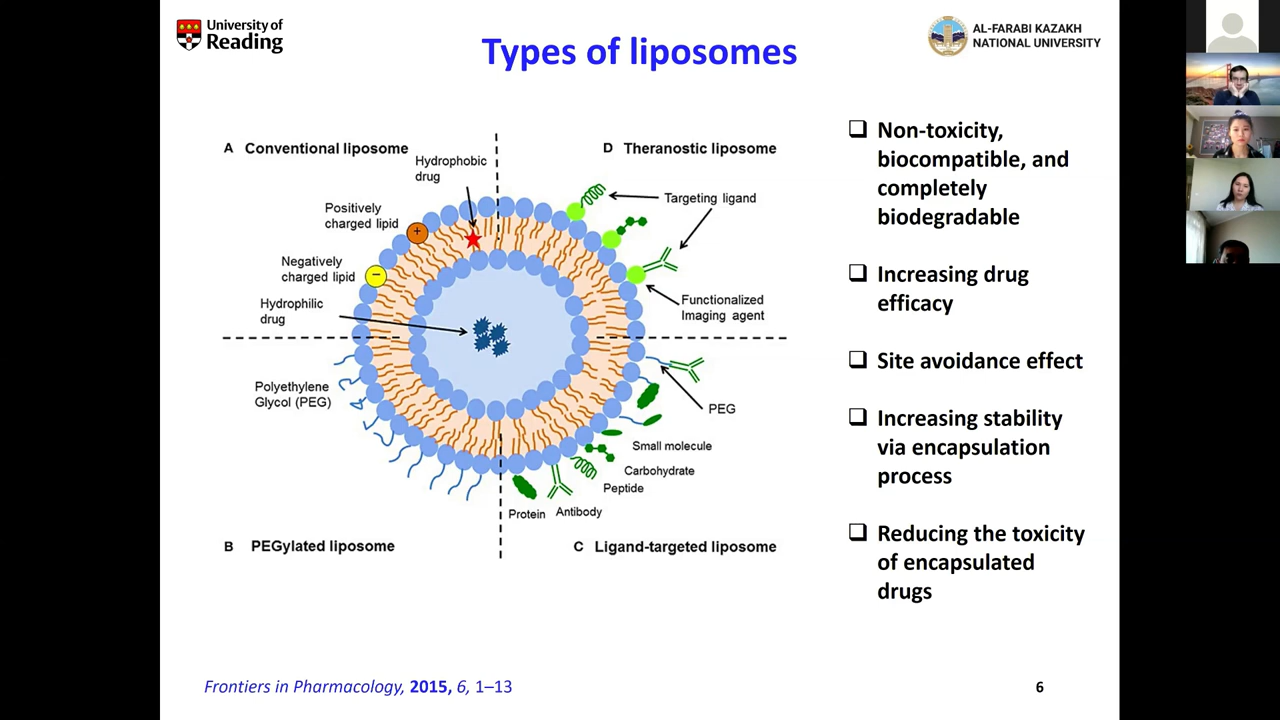 University of
Reading
Types of liposomes
AL-FARABI KAZAKH
NATIONAL UNIVERSITY
A Conventional liposome
Hydrophobic
drug
Positively
charged lipid
+
Negatively
charged lipid
−
Hydrophilic
drug
D Theranostic liposome
Targeting ligand
Functionalized
Imaging agent
Polyethylene
Glycol (PEG)
B PEGylated liposome
PEG
Small molecule
Carbohydrate
Peptide
Antibody
Protein
C Ligand-targeted liposome
Non-toxicity,
biocompatible, and
completely
biodegradable
Increasing drug
efficacy
Site avoidance effect
Increasing stability
via encapsulation
process
Reducing the toxicity
of encapsulated
drugs
Frontiers in Pharmacology, 2015, 6, 1–13
6